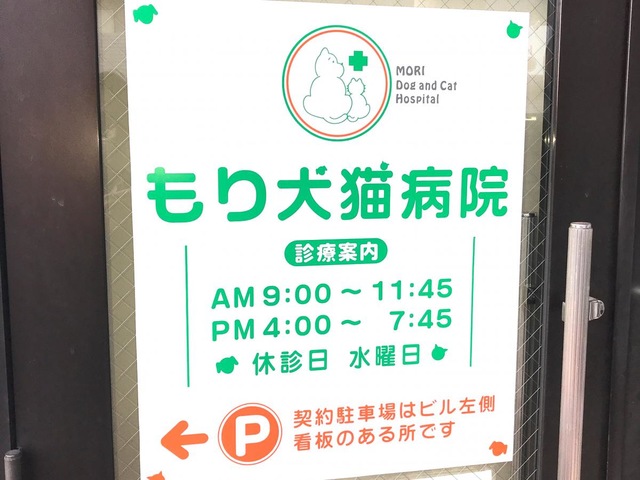 MORI
Dog and Cat
Hospital
もり犬猫病院
診療案内
AM 9:00 〜 11:45
PM 4:00 〜 7:45
休診日 水曜日
P
契約駐車場はビル左側
看板のある所です